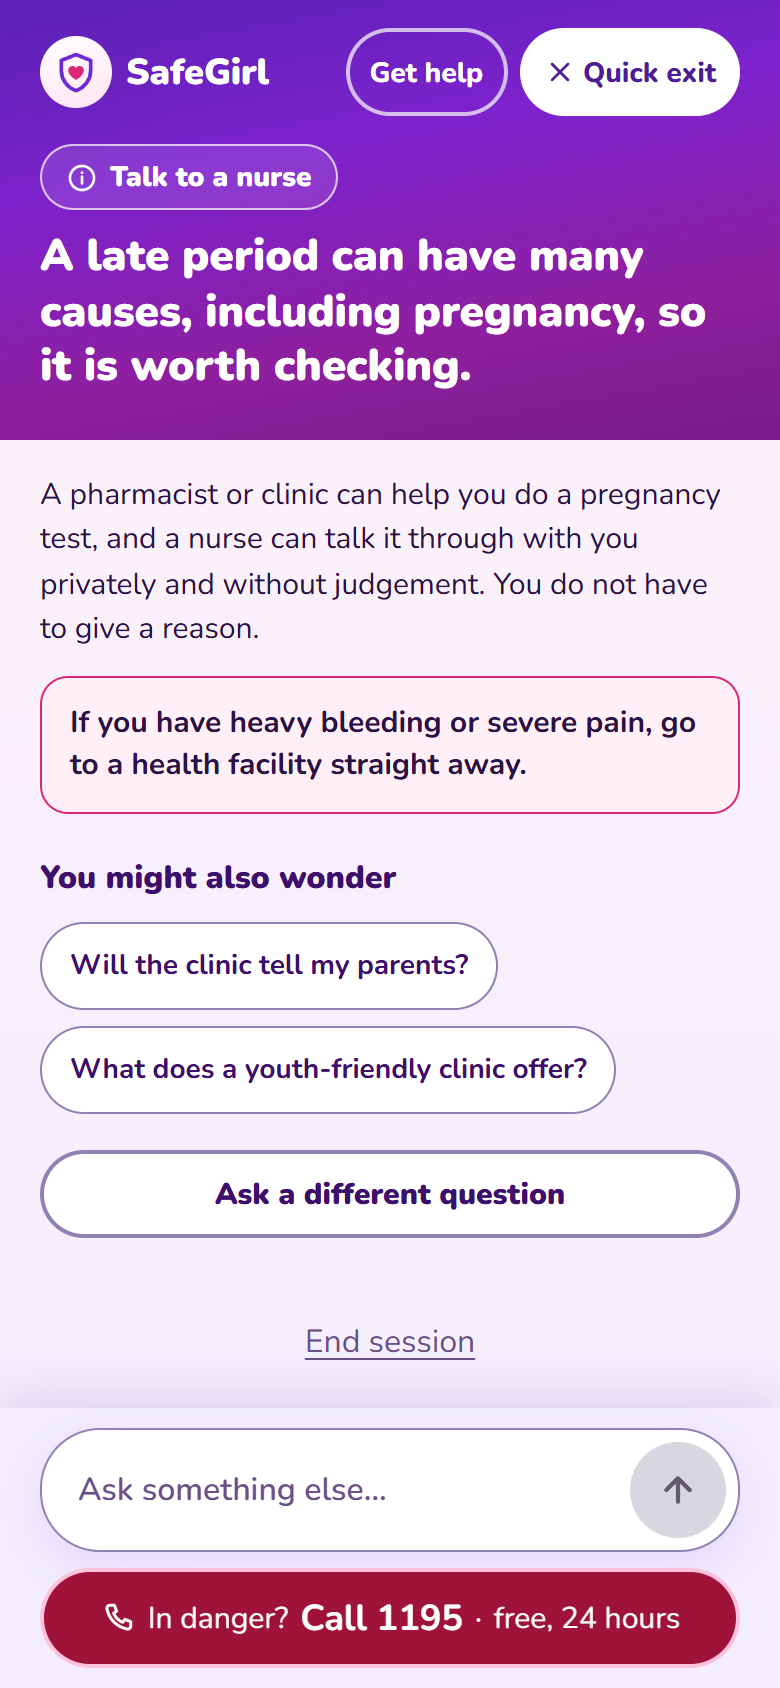 SafeGirl
Get help
Quick exit
Talk to a nurse
A late period can have many
causes, including pregnancy, so
it is worth checking.
A pharmacist or clinic can help you do a pregnancy
test, and a nurse can talk it through with you
privately and without judgement. You do not have
to give a reason.
If you have heavy bleeding or severe pain, go
to a health facility straight away.
You might also wonder
Will the clinic tell my parents?
What does a youth-friendly clinic offer?
Ask a different question
End session
Ask something else...
In danger? Call 1195 · free, 24 hours